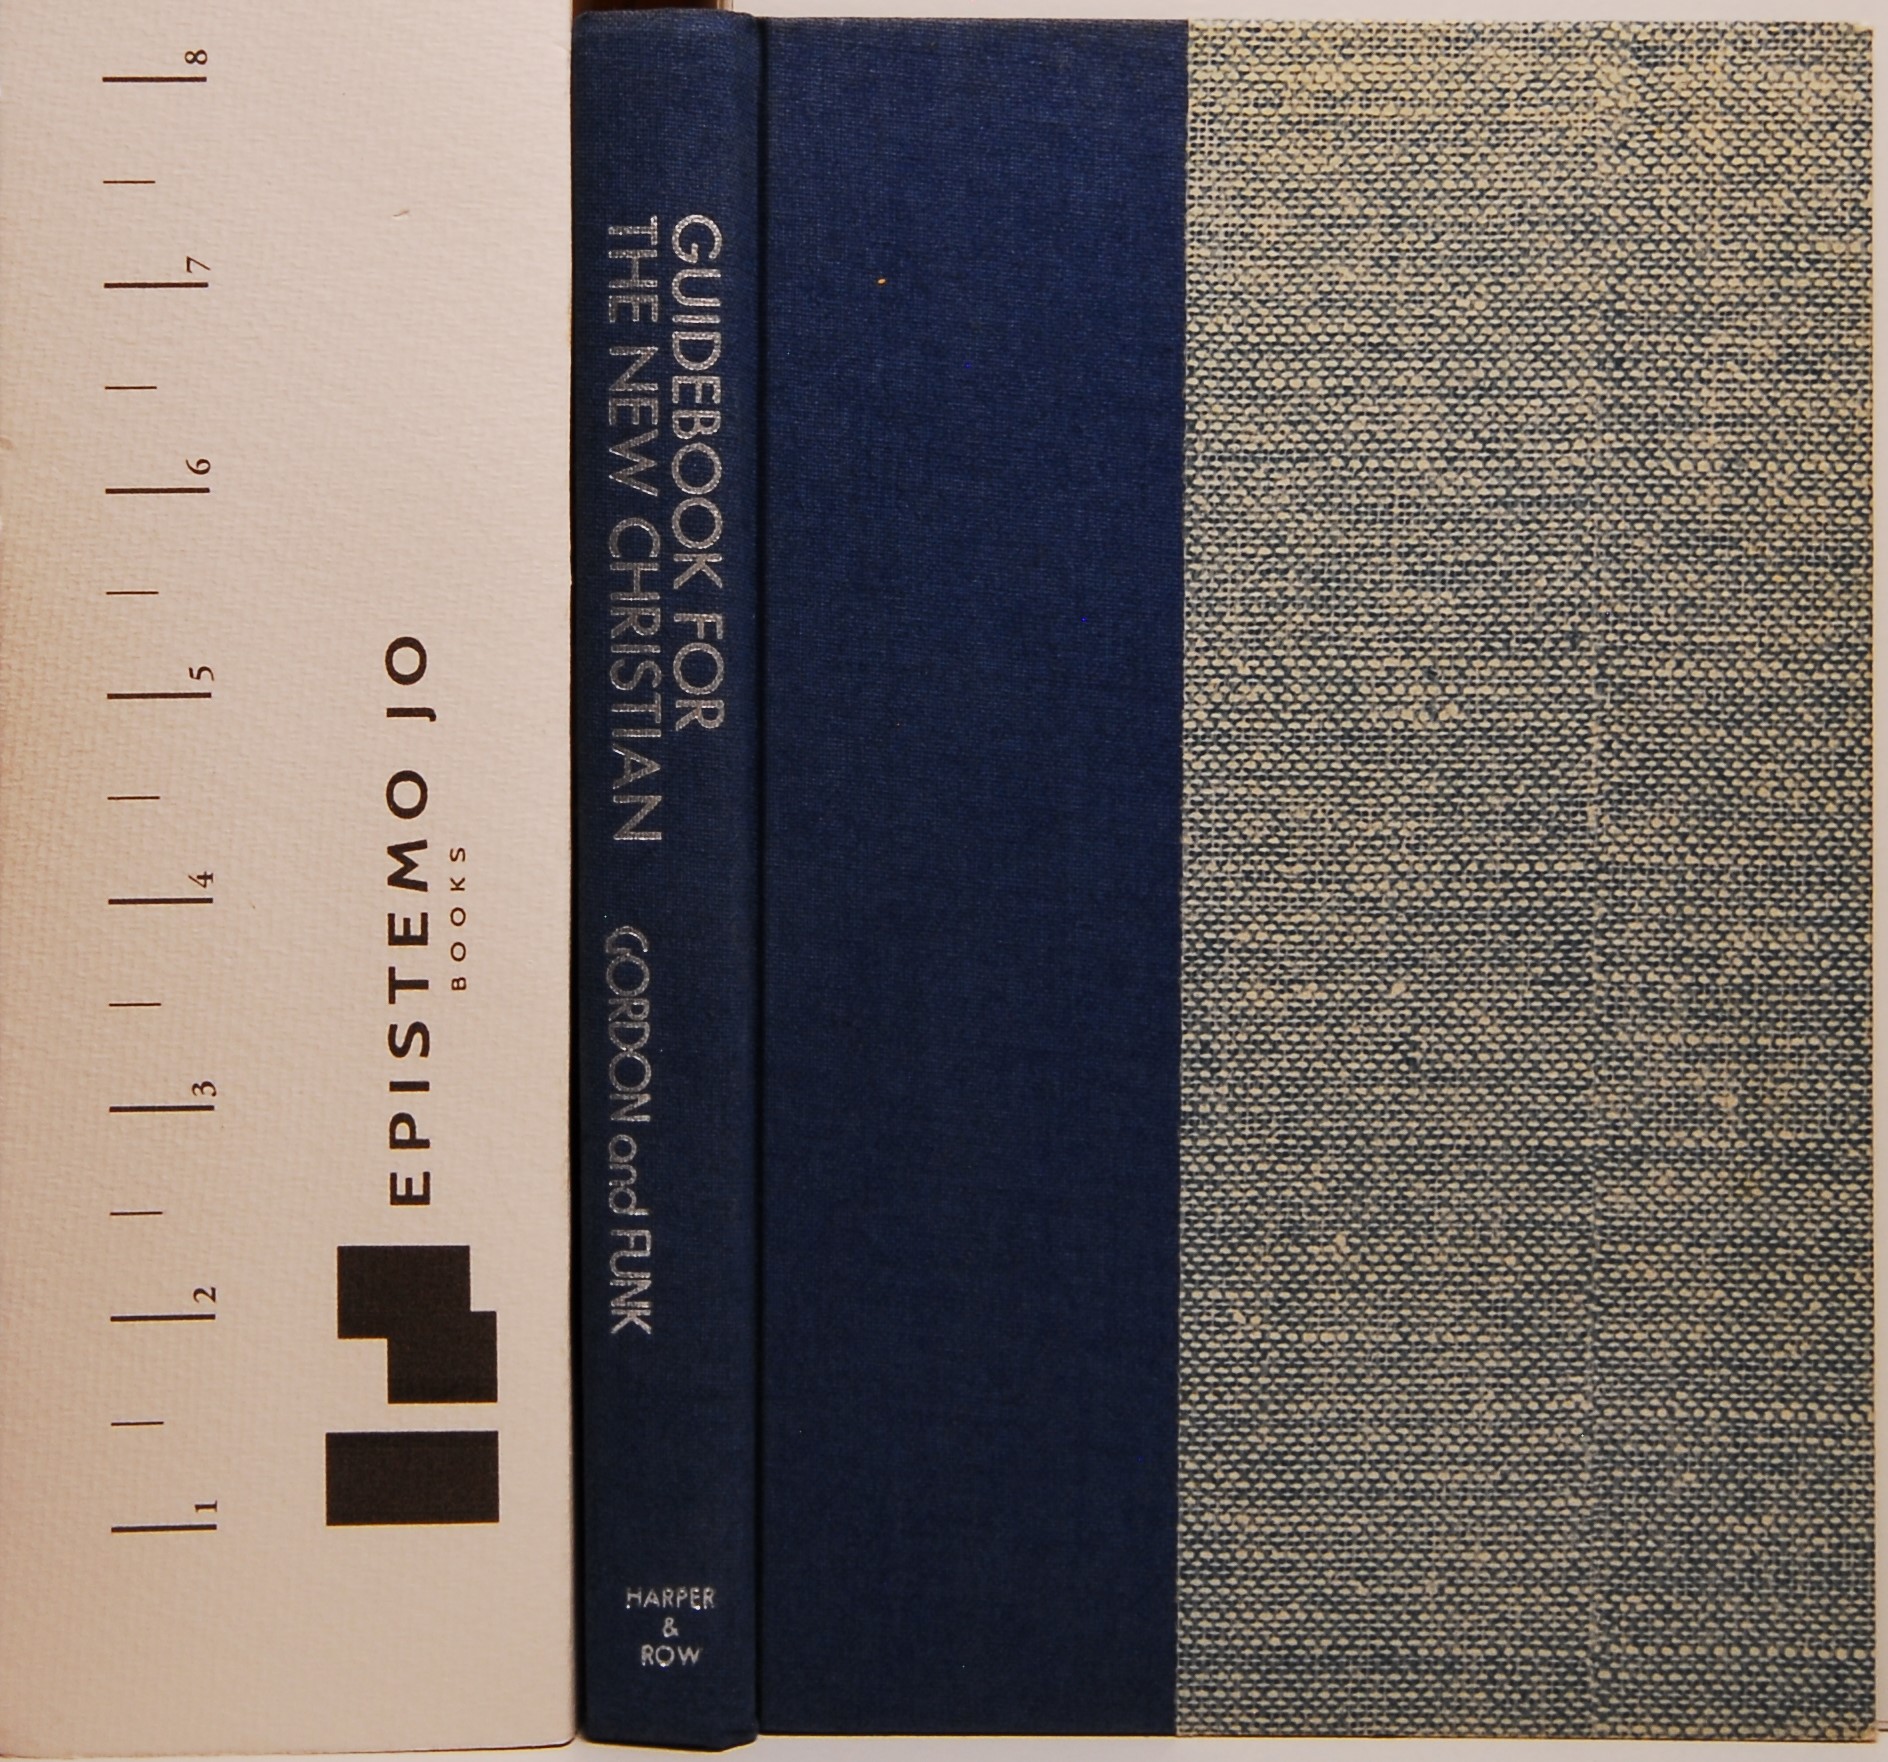 8
7
6
5
4
3
2
1
EPISTEMO JO
BOOKS
GUIDEBOOK FOR
THE NEW CHRISTIAN
GORDON and FUNK
HARPER
&
ROW